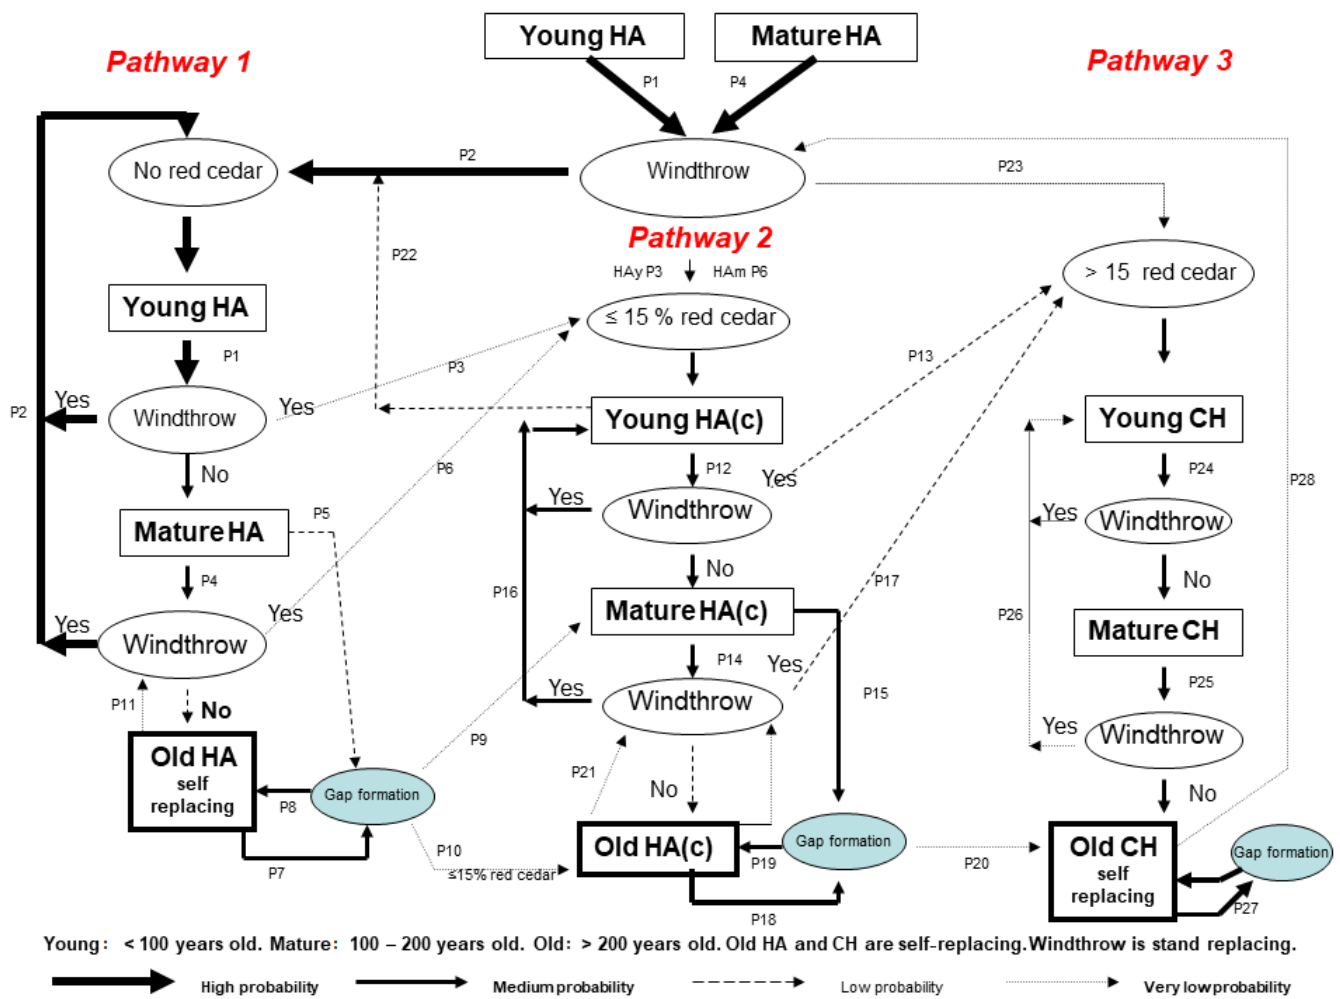 Young HA
Mature HA
Pathway 1
Pathway 3
P1
P4
No red cedar
P2
Windthrow
P23
Pathway 2
P22
HAy P3
HAm P6
> 15 red cedar
Young HA
≤ 15 % red cedar
P1
P3
P13
P2
Yes
Windthrow
Yes
Young HA(c)
Young CH
No
P6
P12
Yes
P24
P28
Yes
Windthrow
Yes
Windthrow
P5
Mature HA
No
No
P4
P16
P17
Mature HA(c)
P26
Mature CH
Yes
Yes
Windthrow
P14
Yes
P25
P11
No
Yes
Windthrow
P15
Yes
Windthrow
P9
Old HA
self
replacing
P21
No
No
P8
Gap formation
P10
≤15% red cedar
Old HA(c)
P19
Gap formation
P20
Old CH
self
replacing
Gap formation
P7
P18
P27
Young: < 100 years old. Mature: 100 – 200 years old. Old: > 200 years old. Old HA and CH are self-replacing. Windthrow is stand replacing.
High probability
Medium probability
Low probability
Very low probability